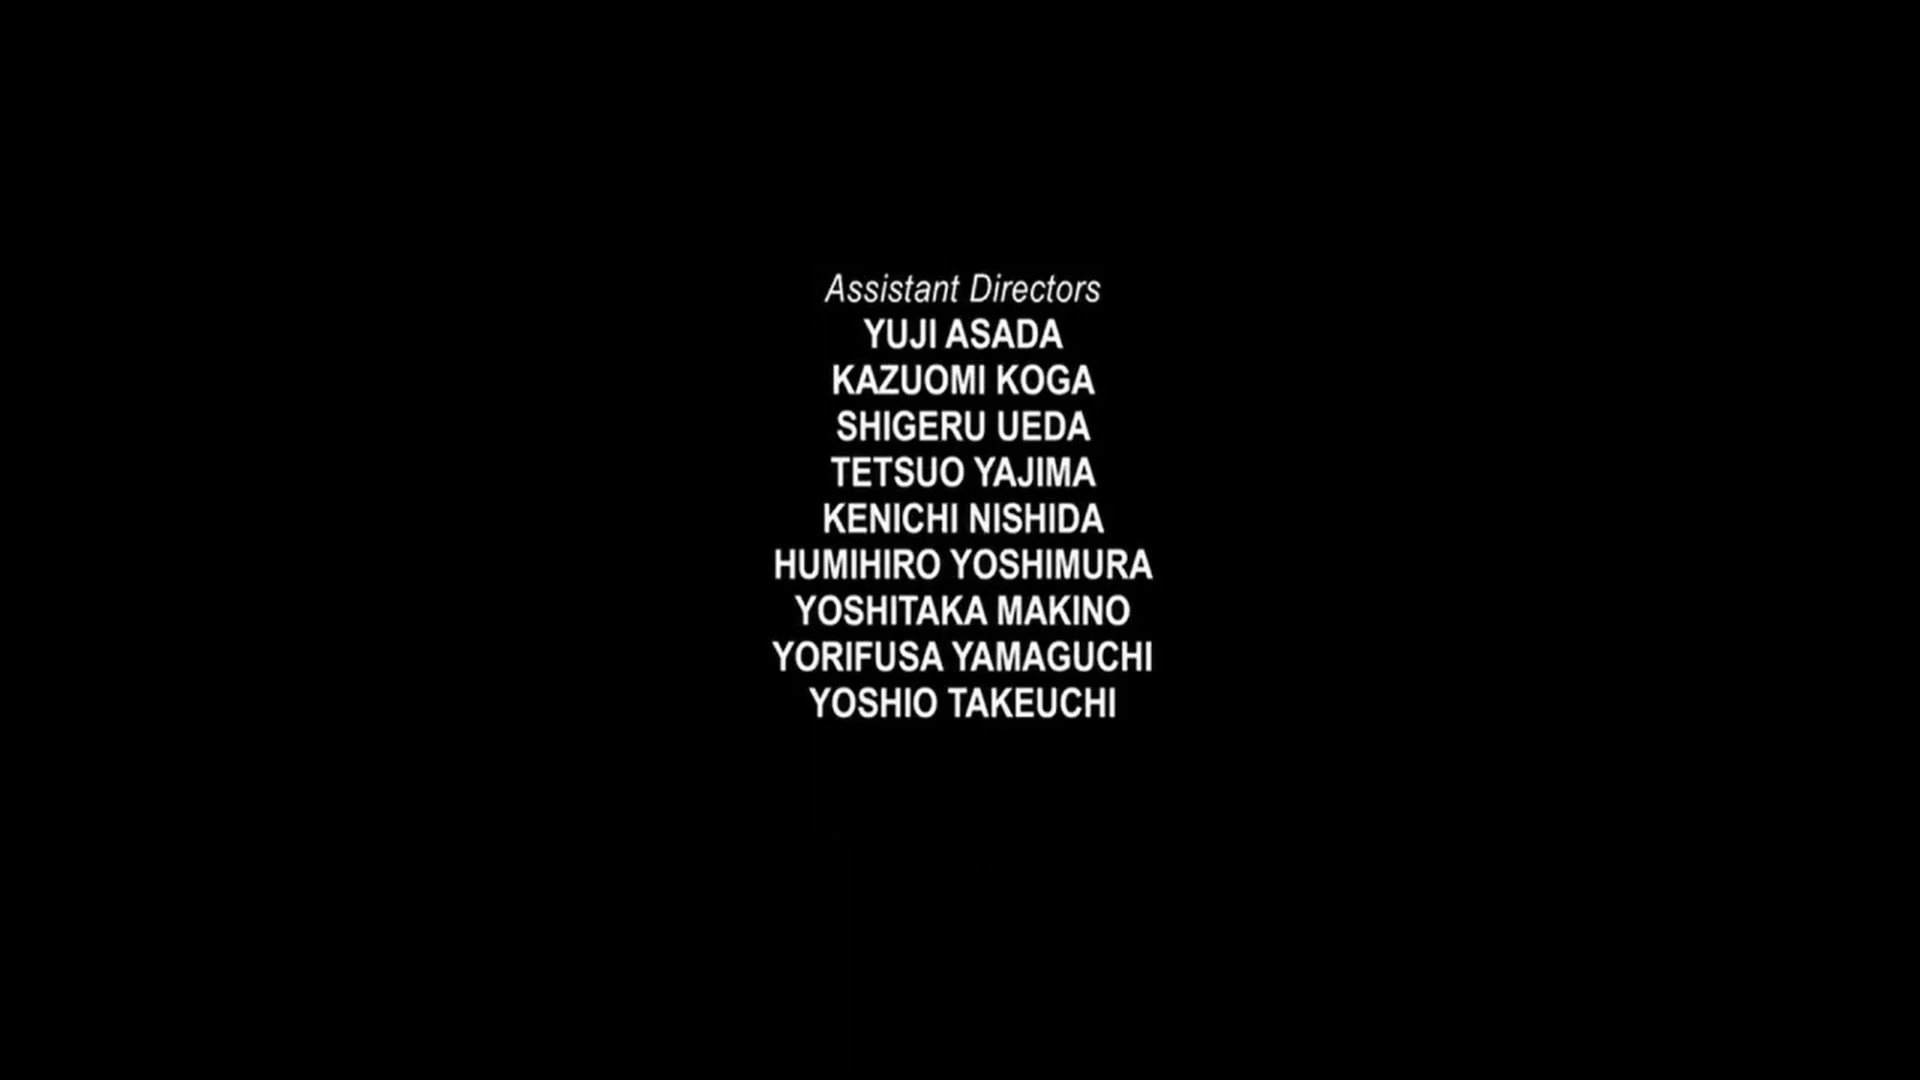 Assistant Directors
YUJI ASADA
KAZUOMI KOGA
SHIGERU UEDA
TETSUO YAJIMA
KENICHI NISHIDA
HUMIHIRO YOSHIMURA
YOSHITAKA MAKINO
YORIFUSA YAMAGUCHI
YOSHIO TAKEUCHI